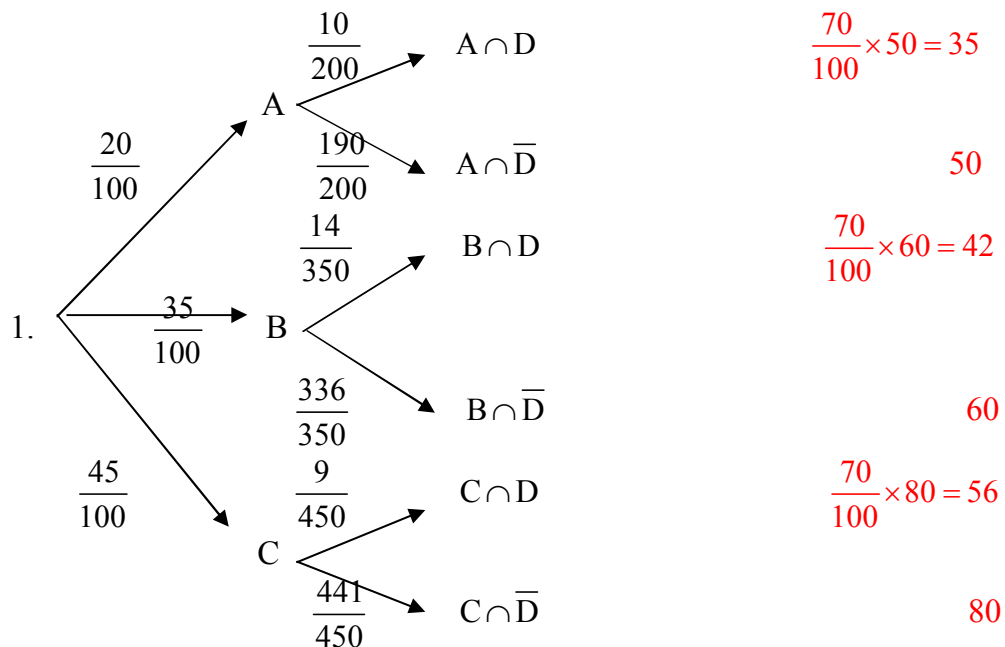 10/200 A ∩ D 70/100 × 50 = 35
A
20/100 190/200 A ∩ D̅ 50
14/350 B ∩ D 70/100 × 60 = 42
1. 35/100 B
336/350 B ∩ D̅ 60
45/100 9/450 C ∩ D 70/100 × 80 = 56
C
441/450 C ∩ D̅ 80